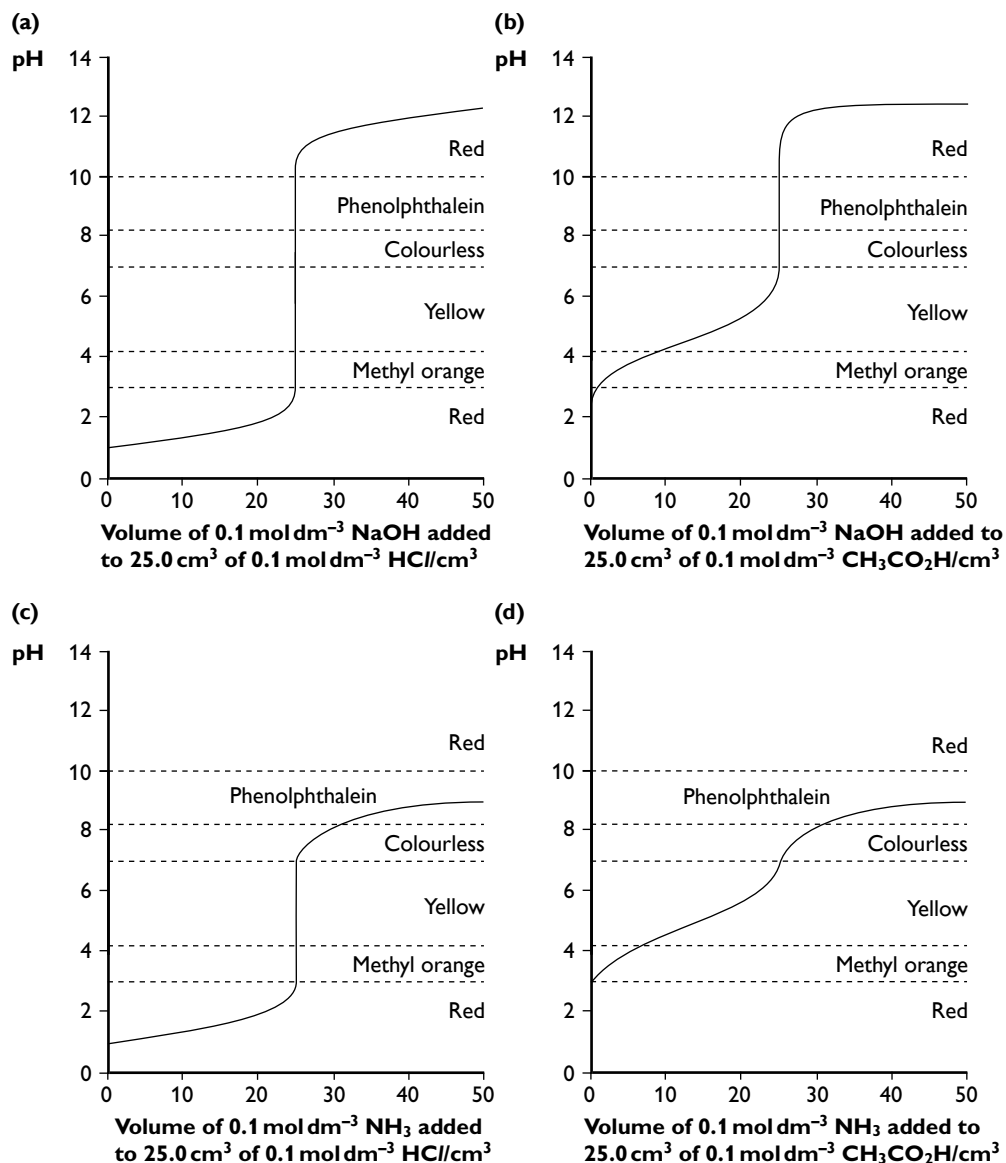 (a)
pH
14
12
10
8
6
4
2
0
Red
Phenolphthalein
Colourless
Yellow
Methyl orange
Red
0 10 20 30 40 50
Volume of 0.1 mol dm⁻³ NaOH added
to 25.0 cm³ of 0.1 mol dm⁻³ HCl/cm³
(b)
pH
14
12
10
8
6
4
2
0
Red
Phenolphthalein
Colourless
Yellow
Methyl orange
Red
0 10 20 30 40 50
Volume of 0.1 mol dm⁻³ NaOH added to
25.0 cm³ of 0.1 mol dm⁻³ CH₃CO₂H/cm³
(c)
pH
14
12
10
8
6
4
2
0
Red
Phenolphthalein
Colourless
Yellow
Methyl orange
Red
0 10 20 30 40 50
Volume of 0.1 mol dm⁻³ NH₃ added
to 25.0 cm³ of 0.1 mol dm⁻³ HCl/cm³
(d)
pH
14
12
10
8
6
4
2
0
Red
Phenolphthalein
Colourless
Yellow
Methyl orange
Red
0 10 20 30 40 50
Volume of 0.1 mol dm⁻³ NH₃ added to
25.0 cm³ of 0.1 mol dm⁻³ CH₃CO₂H/cm³